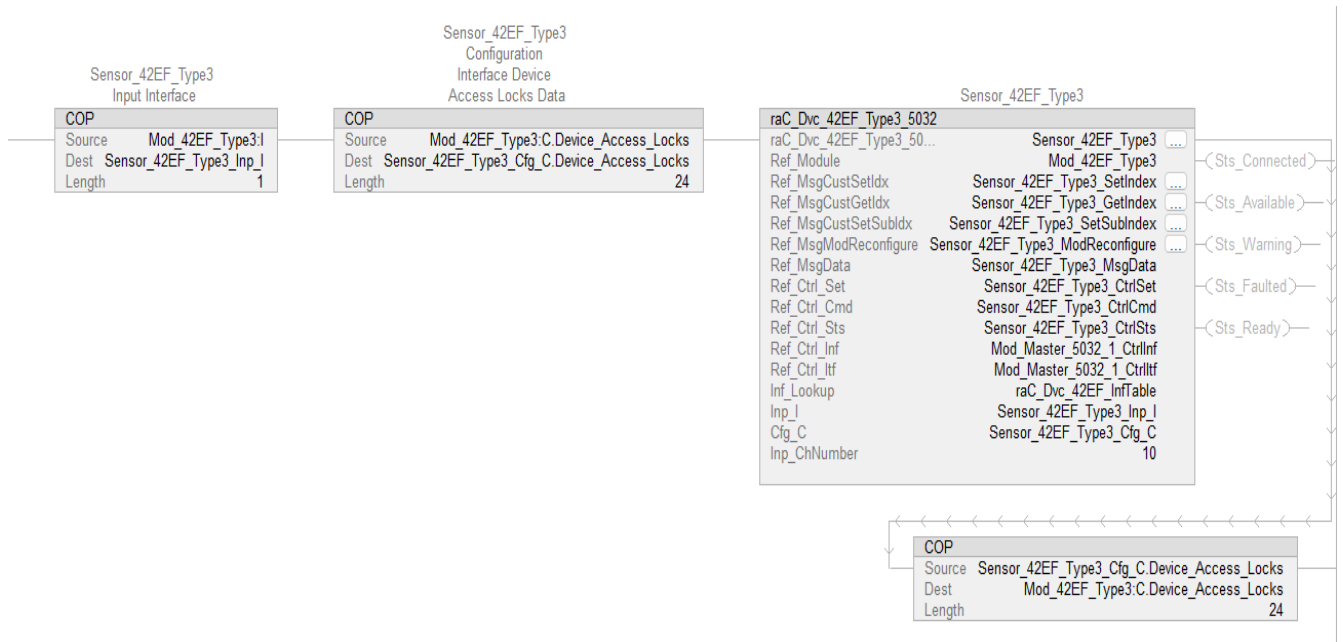 Sensor_42EF_Type3
Configuration
Interface Device
Access Locks Data
Sensor_42EF_Type3
Input Interface
Sensor_42EF_Type3
COP
Source Mod_42EF_Type3:I
Dest Sensor_42EF_Type3_Inp_I
Length 1
COP
Source Mod_42EF_Type3:C.Device_Access_Locks
Dest Sensor_42EF_Type3_Cfg_C.Device_Access_Locks
Length 24
raC_Dvc_42EF_Type3_5032
raC_Dvc_42EF_Type3_50... Sensor_42EF_Type3 ...
Ref_Module Mod_42EF_Type3 (Sts_Connected)
Ref_MsgCustSetIdx Sensor_42EF_Type3_SetIndex ...
Ref_MsgCustGetIdx Sensor_42EF_Type3_GetIndex ... (Sts_Available)
Ref_MsgCustSetSubIdx Sensor_42EF_Type3_SetSubIndex ...
Ref_MsgModReconfigure Sensor_42EF_Type3_ModReconfigure ... (Sts_Warning)
Ref_MsgData Sensor_42EF_Type3_MsgData
Ref_Ctrl_Set Sensor_42EF_Type3_CtrlSet (Sts_Faulted)
Ref_Ctrl_Cmd Sensor_42EF_Type3_CtrlCmd
Ref_Ctrl_Sts Sensor_42EF_Type3_CtrlSts (Sts_Ready)
Ref_Ctrl_Inf Mod_Master_5032_1_CtrlInf
Ref_Ctrl_Itf Mod_Master_5032_1_CtrlItf
Inf_Lookup raC_Dvc_42EF_InfTable
Inp_I Sensor_42EF_Type3_Inp_I
Cfg_C Sensor_42EF_Type3_Cfg_C
Inp_ChNumber 10
COP
Source Sensor_42EF_Type3_Cfg_C.Device_Access_Locks
Dest Mod_42EF_Type3:C.Device_Access_Locks
Length 24